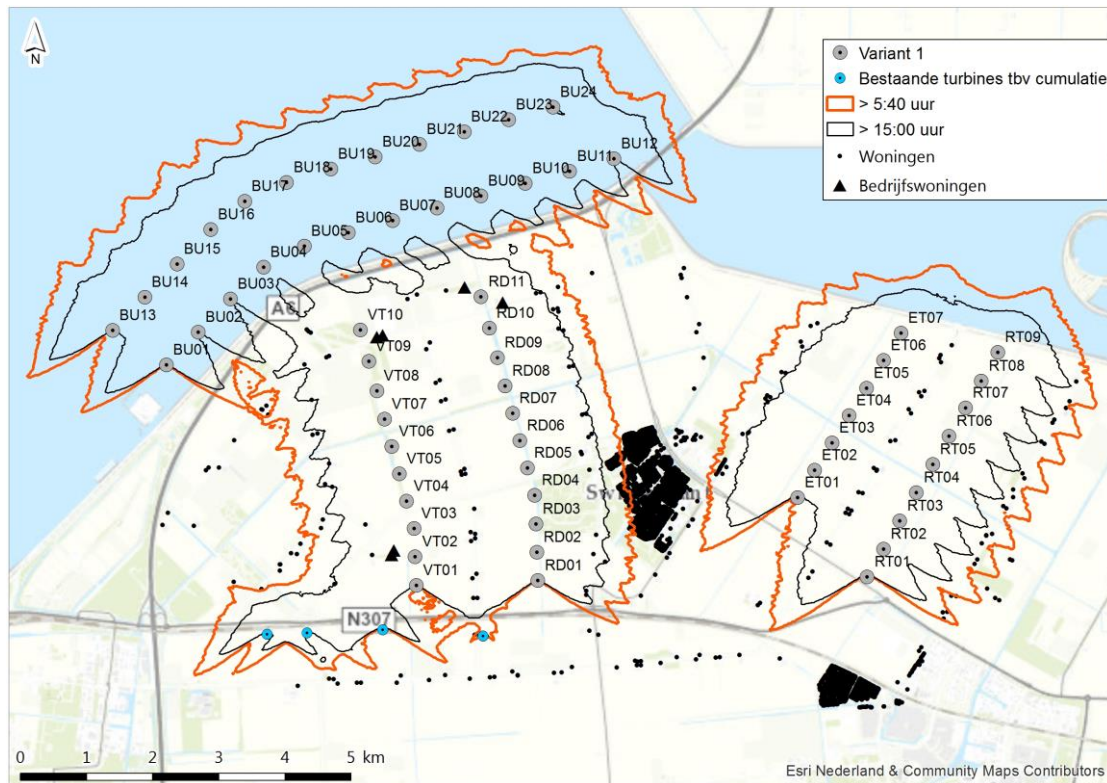 N
Variant 1
Bestaande turbines tbv cumulatie
> 5:40 uur
> 15:00 uur
Woningen
Bedrijfswoningen
BU24
BU23
BU22
BU21
BU20
BU19
BU18
BU17
BU16
BU15
BU14
BU13
BU12
BU11
BU10
BU09
BU08
BU07
BU06
BU05
BU04
BU03
BU02
BU01
A6
RD11
RD10
RD09
RD08
RD07
RD06
RD05
RD04
RD03
RD02
RD01
VT10
VT09
VT08
VT07
VT06
VT05
VT04
VT03
VT02
VT01
ET07
ET06
ET05
ET04
ET03
ET02
ET01
RT09
RT08
RT07
RT06
RT05
RT04
RT03
RT02
RT01
N307
0 1 2 3 4 5 km
Esri Nederland & Community Maps Contributors